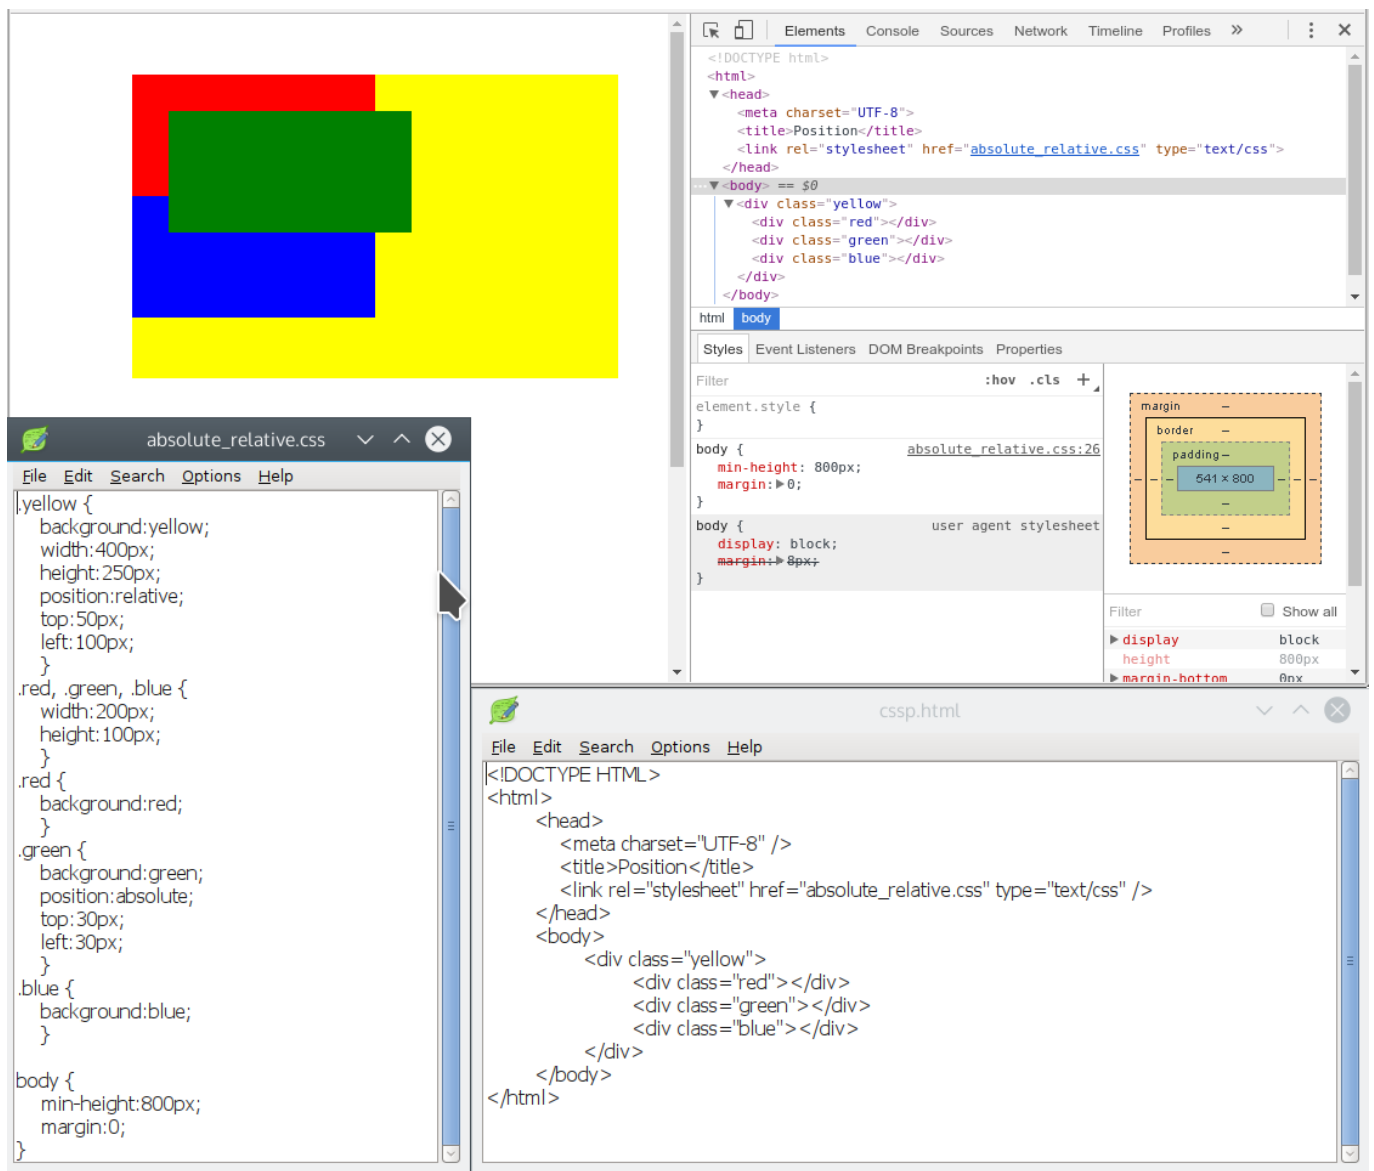 Elements Console Sources Network Timeline Profiles »
<!DOCTYPE html>
<html>
▼<head>
<meta charset="UTF-8">
<title>Position</title>
<link rel="stylesheet" href="absolute_relative.css" type="text/css">
</head>
···▼<body> == $0
▼<div class="yellow">
<div class="red"></div>
<div class="green"></div>
<div class="blue"></div>
</div>
</body>
html body
Styles Event Listeners DOM Breakpoints Properties
Filter :hov .cls +
element.style {
}
body { absolute_relative.css:26
min-height: 800px;
margin:▶0;
}
body { user agent stylesheet
display: block;
margin:▶8px;
}
margin –
border –
padding –
– – – 541 × 800 – – –
–
–
–
Filter Show all
▶ display block
height 800px
▶ margin-bottom 0px
absolute_relative.css
File Edit Search Options Help
.yellow {
background:yellow;
width:400px;
height:250px;
position:relative;
top:50px;
left:100px;
}
.red, .green, .blue {
width:200px;
height:100px;
}
.red {
background:red;
}
.green {
background:green;
position:absolute;
top:30px;
left:30px;
}
.blue {
background:blue;
}
body {
min-height:800px;
margin:0;
}
cssp.html
File Edit Search Options Help
<!DOCTYPE HTML>
<html>
<head>
<meta charset="UTF-8" />
<title>Position</title>
<link rel="stylesheet" href="absolute_relative.css" type="text/css" />
</head>
<body>
<div class="yellow">
<div class="red"></div>
<div class="green"></div>
<div class="blue"></div>
</div>
</body>
</html>